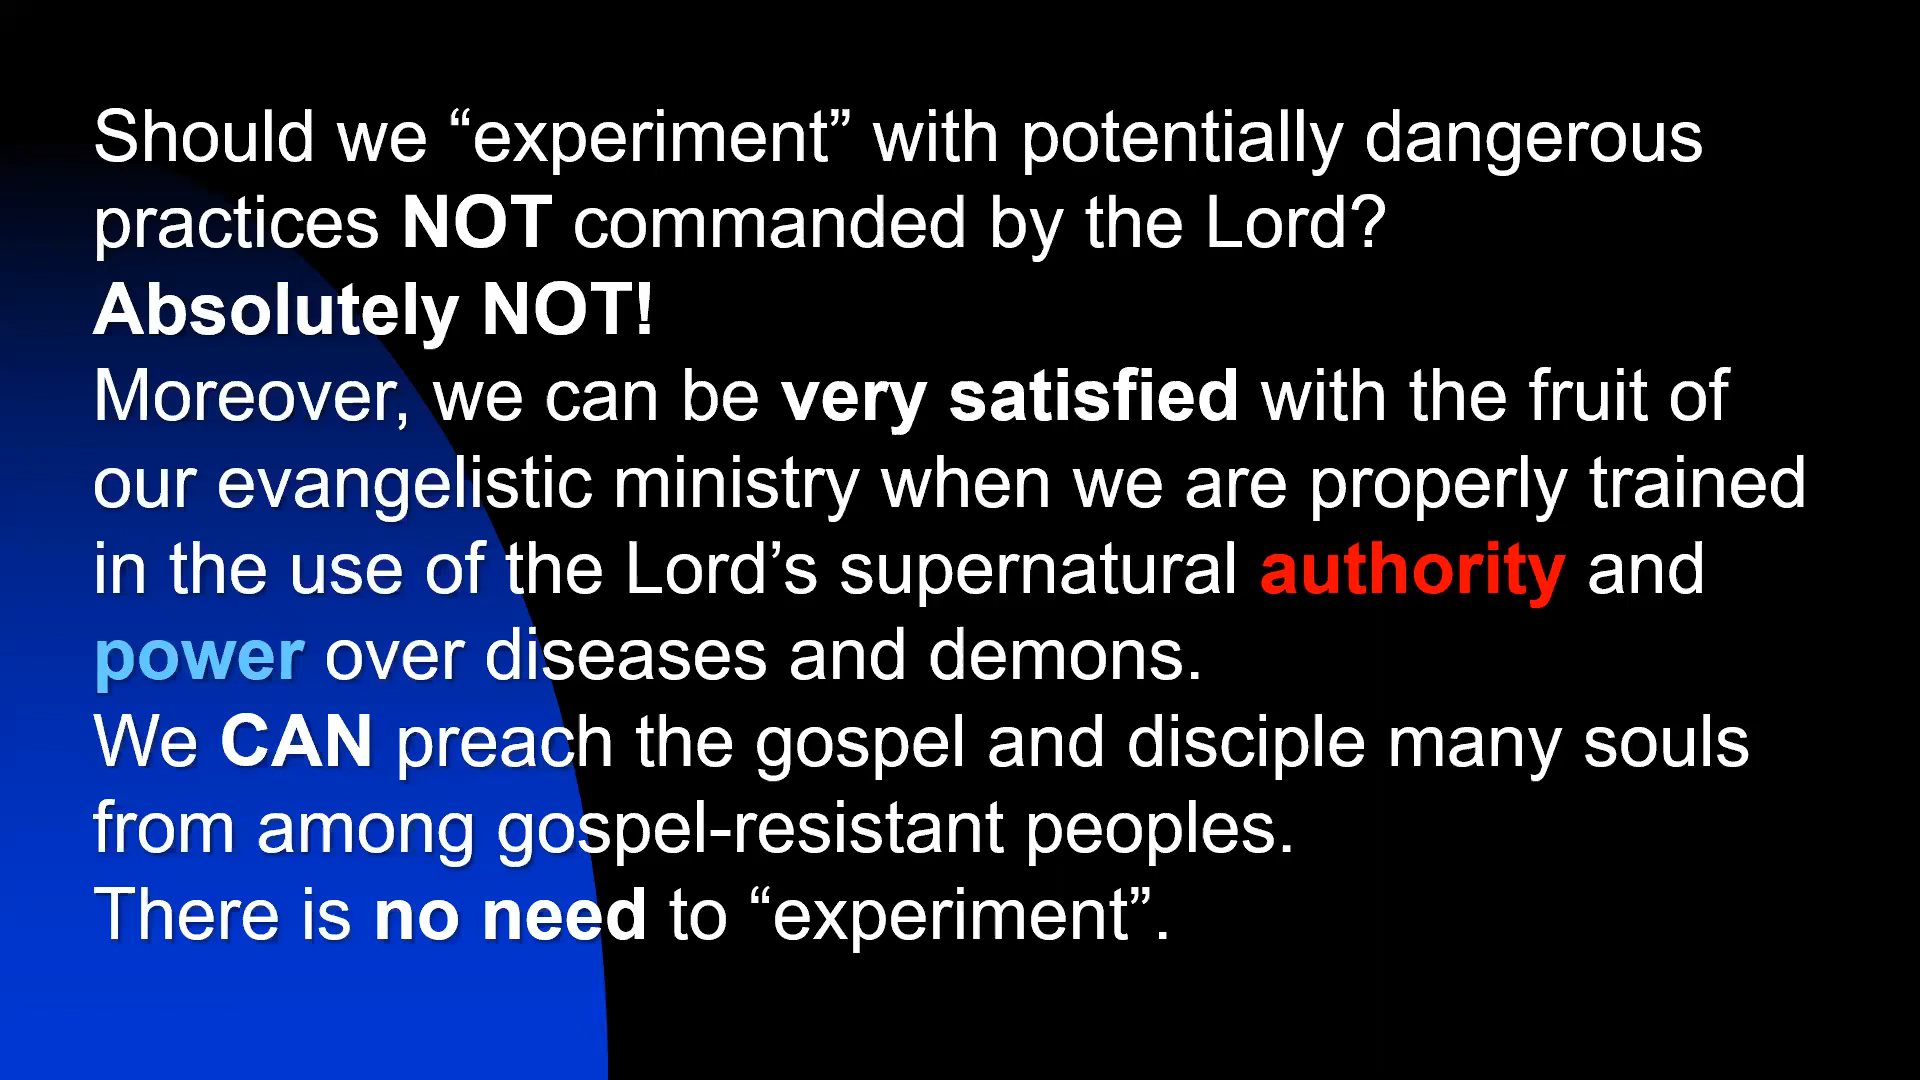 Should we “experiment” with potentially dangerous
practices NOT commanded by the Lord?
Absolutely NOT!
Moreover, we can be very satisfied with the fruit of
our evangelistic ministry when we are properly trained
in the use of the Lord’s supernatural authority and
power over diseases and demons.
We CAN preach the gospel and disciple many souls
from among gospel-resistant peoples.
There is no need to “experiment”.